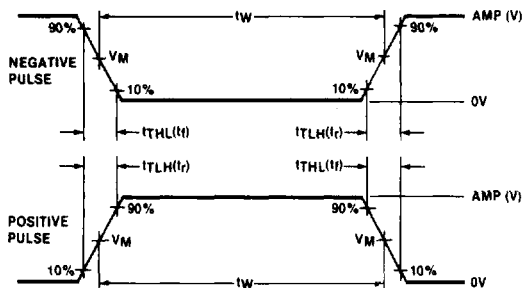 tW
90%
90%
AMP (V)
NEGATIVE
PULSE
VM
VM
10%
10%
0V
tTHL(tf)
tTLH(tr)
tTLH(tr)
tTHL(tf)
AMP (V)
90%
90%
POSITIVE
PULSE
VM
VM
10%
10%
tW
0V